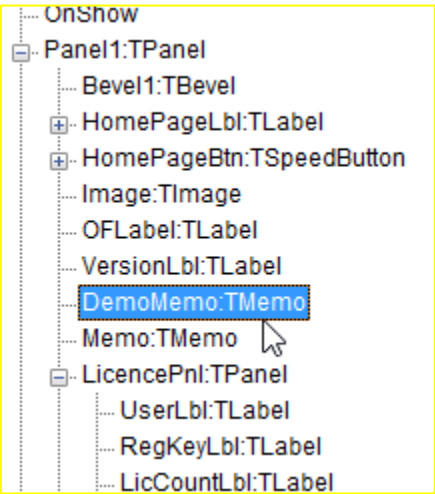 OnShow
Panel1:TPanel
Bevel1:TBevel
HomePageLbl:TLabel
HomePageBtn:TSpeedButton
Image:TImage
OFLabel:TLabel
VersionLbl:TLabel
DemoMemo:TMemo
Memo:TMemo
LicencePnl:TPanel
UserLbl:TLabel
RegKeyLbl:TLabel
LicCountLbl:TLabel